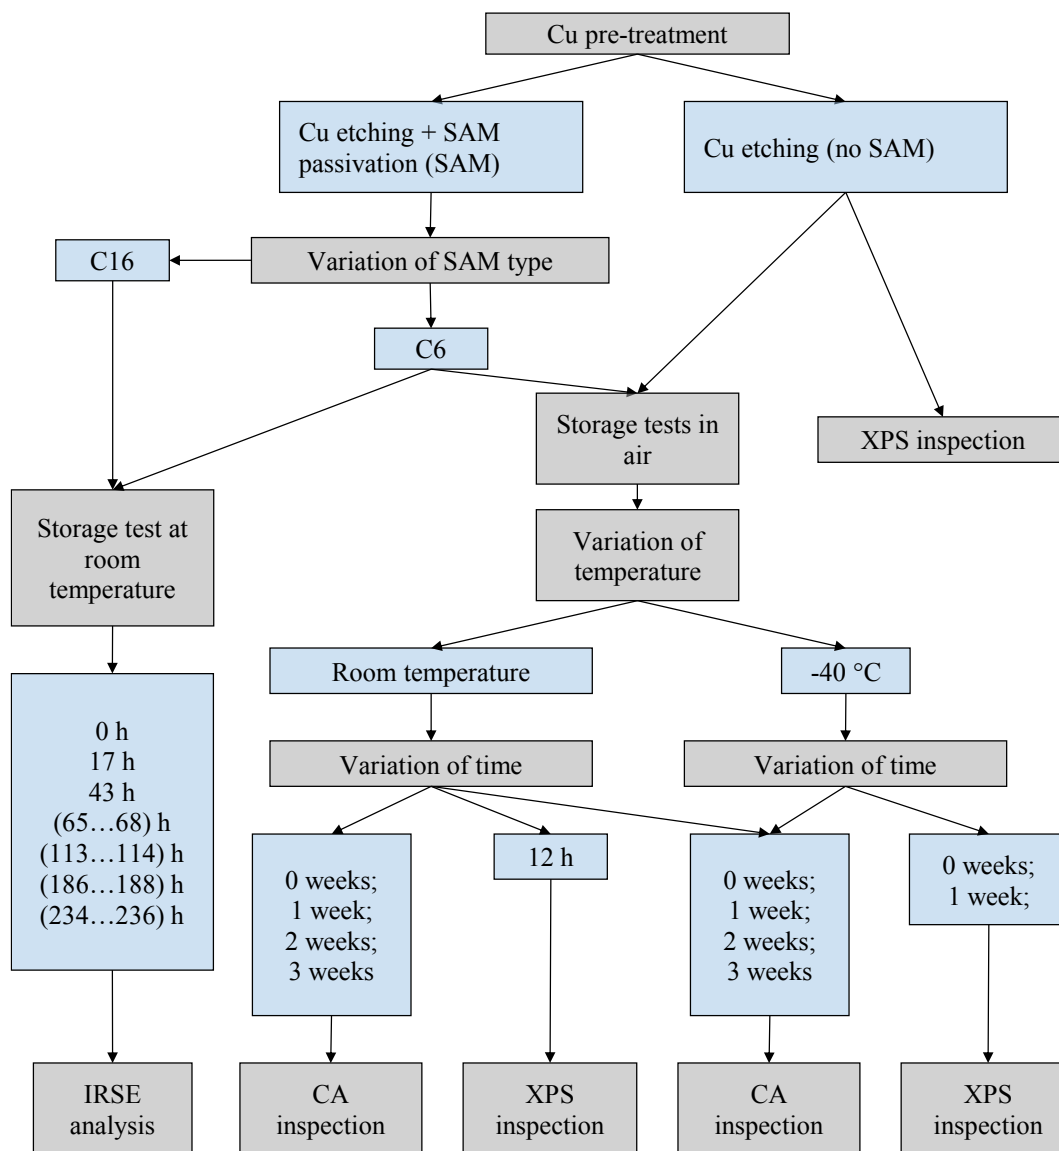 Cu pre-treatment
Cu etching + SAM
passivation (SAM)
Cu etching (no SAM)
C16
Variation of SAM type
C6
Storage tests in
air
XPS inspection
Storage test at
room
temperature
Variation of
temperature
Room temperature
-40 °C
0 h
17 h
43 h
(65…68) h
(113…114) h
(186…188) h
(234…236) h
Variation of time
Variation of time
0 weeks;
1 week;
2 weeks;
3 weeks
12 h
0 weeks;
1 week;
2 weeks;
3 weeks
0 weeks;
1 week;
IRSE
analysis
CA
inspection
XPS
inspection
CA
inspection
XPS
inspection